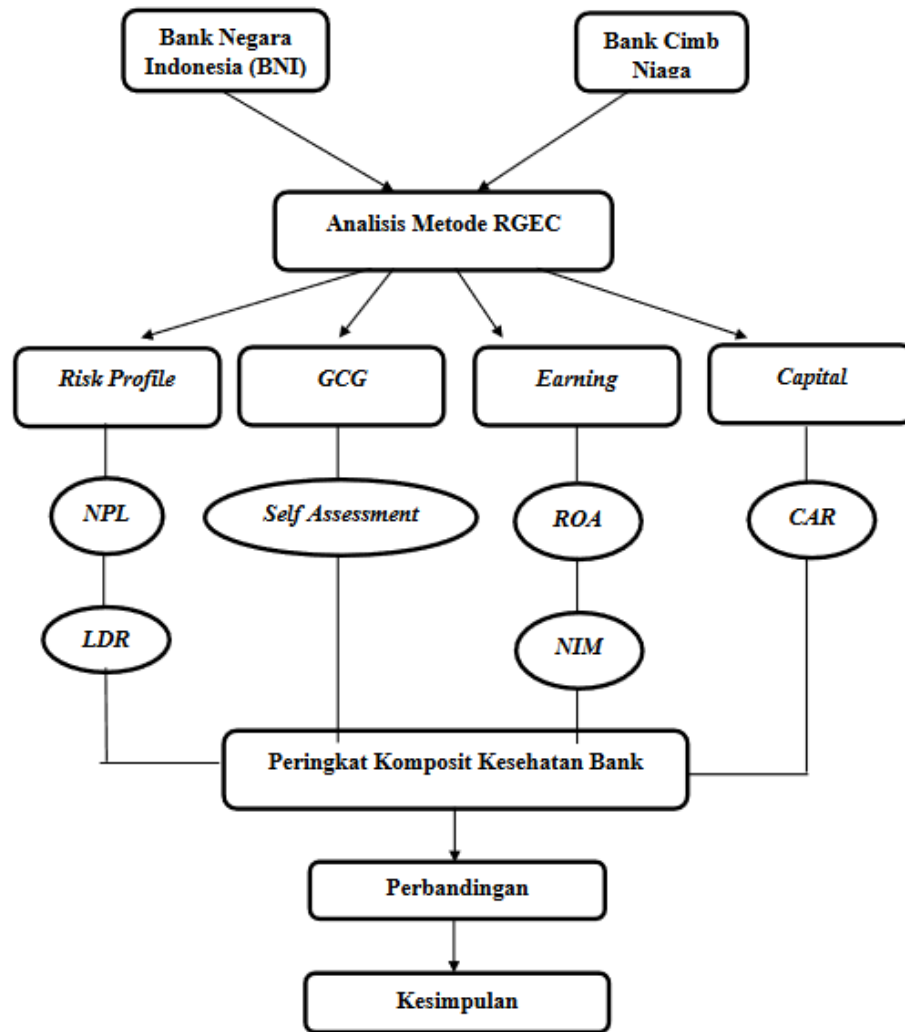 Bank Negara
Indonesia (BNI)
Bank Cimb
Niaga
Analisis Metode RGEC
Risk Profile
GCG
Earning
Capital
NPL
Self Assessment
ROA
CAR
LDR
NIM
Peringkat Komposit Kesehatan Bank
Perbandingan
Kesimpulan